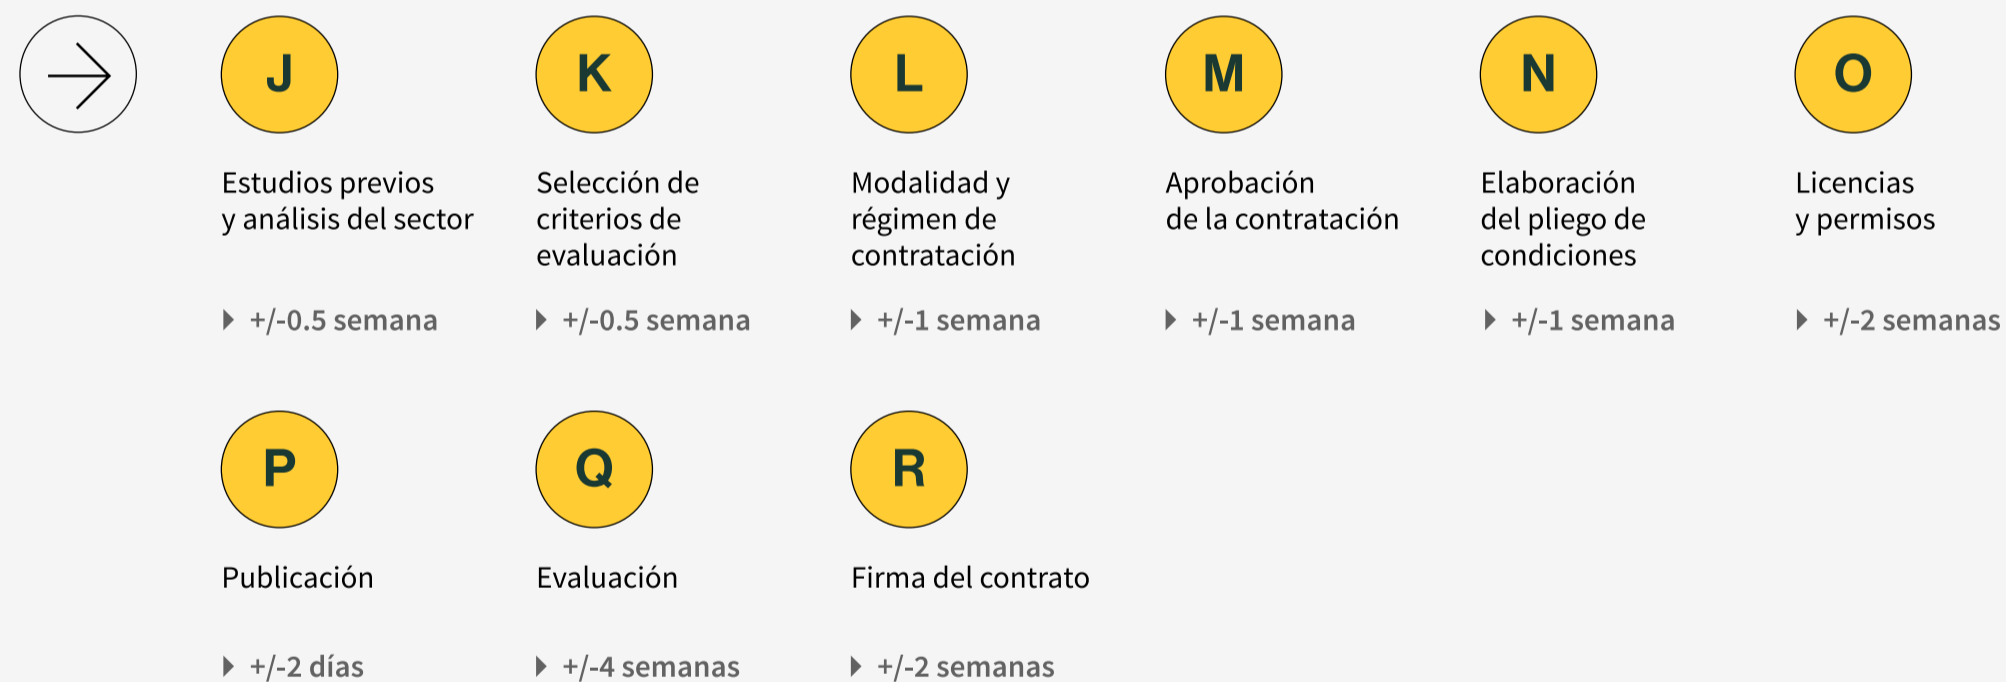 J
Estudios previos
y análisis del sector
+/-0.5 semana
K
Selección de
criterios de
evaluación
+/-0.5 semana
L
Modalidad y
régimen de
contratación
+/-1 semana
M
Aprobación
de la contratación
+/-1 semana
N
Elaboración
del pliego de
condiciones
+/-1 semana
O
Licencias
y permisos
+/-2 semanas
P
Publicación
+/-2 días
Q
Evaluación
+/-4 semanas
R
Firma del contrato
+/-2 semanas